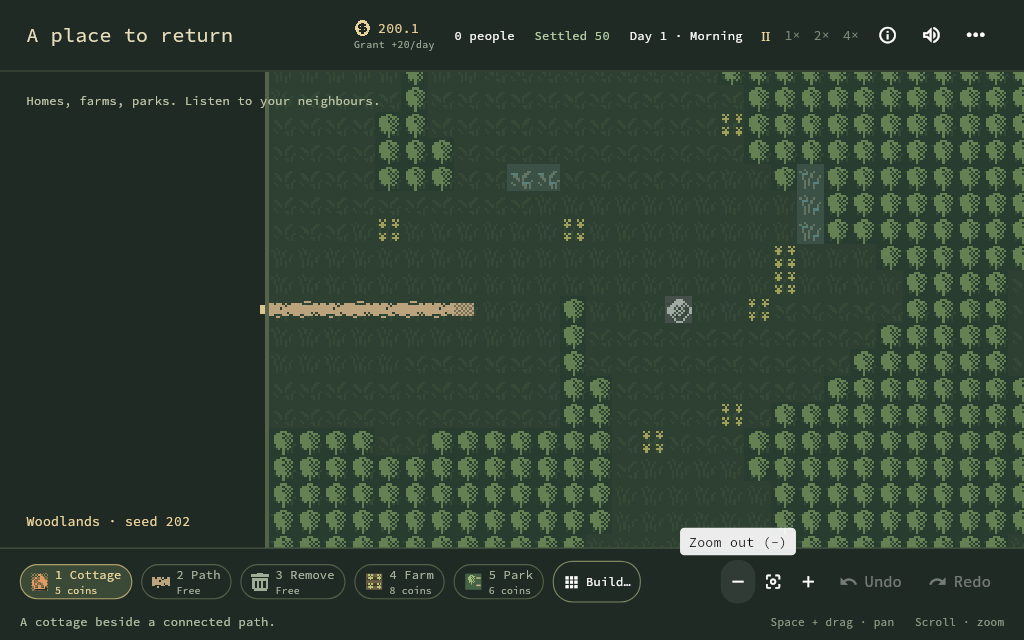 A place to return
200.1
Grant +20/day
0 people
Settled 50
Day 1 · Morning
II 1× 2× 4×
Homes, farms, parks. Listen to your neighbours.
Woodlands · seed 202
Zoom out (−)
1 Cottage
5 coins
2 Path
Free
3 Remove
Free
4 Farm
8 coins
5 Park
6 coins
Build…
Undo
Redo
A cottage beside a connected path.
Space + drag · pan
Scroll · zoom